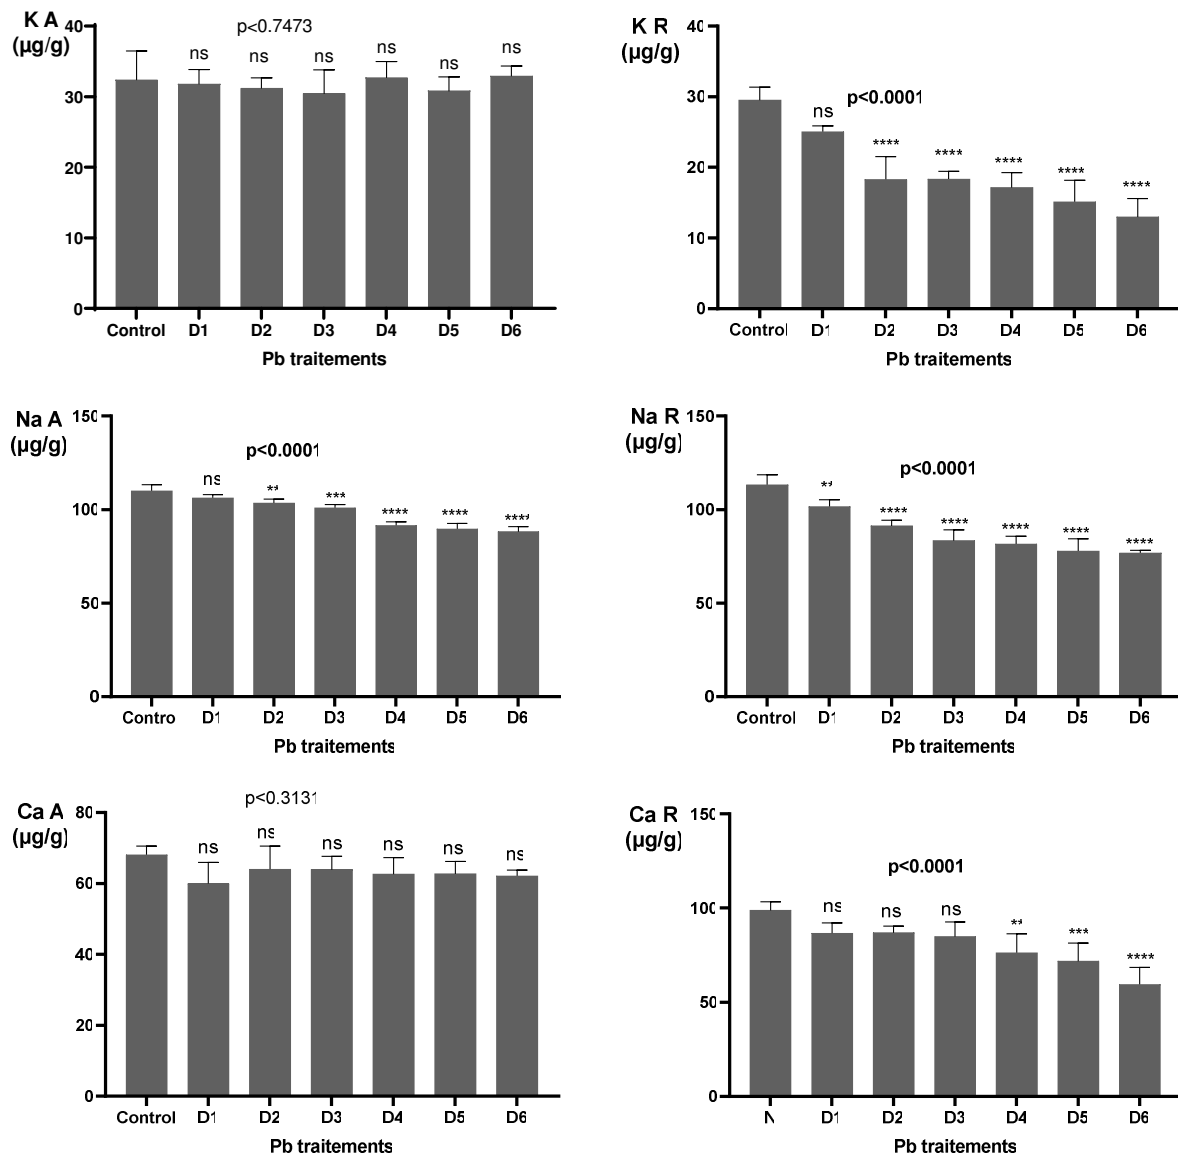 K A
(µg/g)
p<0.7473
40
30
20
10
0
ns
ns
ns
ns
ns
ns
Control D1 D2 D3 D4 D5 D6
Pb traitements
K R
(µg/g)
p<0.0001
40
30
20
10
0
ns
****
****
****
****
****
Control D1 D2 D3 D4 D5 D6
Pb traitements
Na A
(µg/g)
p<0.0001
150
100
50
0
ns
**
***
****
****
****
Contro D1 D2 D3 D4 D5 D6
Pb traitements
Na R
(µg/g)
p<0.0001
150
100
50
0
**
****
****
****
****
****
Control D1 D2 D3 D4 D5 D6
Pb traitements
Ca A
(µg/g)
p<0.3131
80
60
40
20
0
ns
ns
ns
ns
ns
ns
Control D1 D2 D3 D4 D5 D6
Pb traitements
Ca R
(µg/g)
p<0.0001
150
100
50
0
ns
ns
ns
**
***
****
N D1 D2 D3 D4 D5 D6
Pb traitements